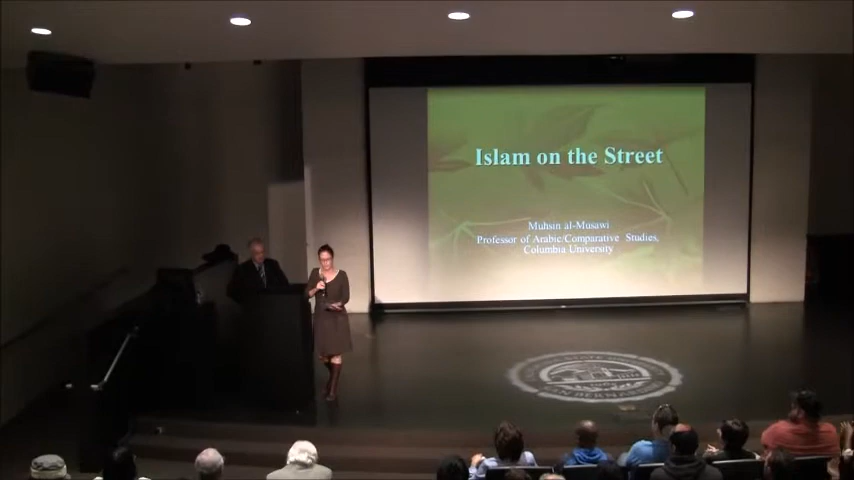 Islam on the Street
Muhsin al-Musawi
Professor of Arabic/Comparative Studies,
Columbia University